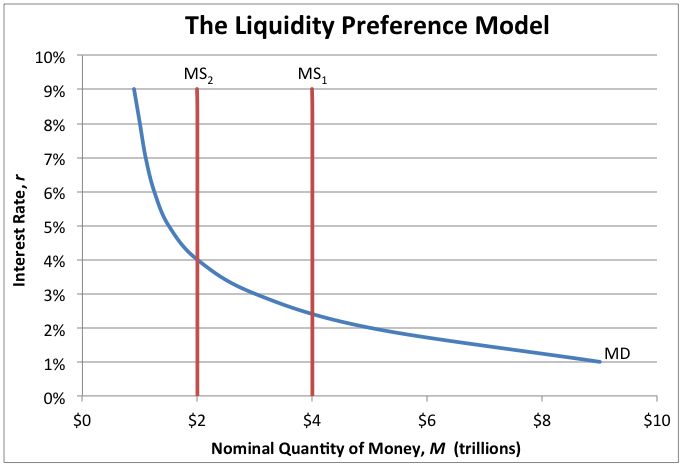 The Liquidity Preference Model
10%
9%
8%
7%
6%
5%
4%
3%
2%
1%
0%
Interest Rate, r
MS2
MS1
MD
$0
$2
$4
$6
$8
$10
Nominal Quantity of Money, M (trillions)